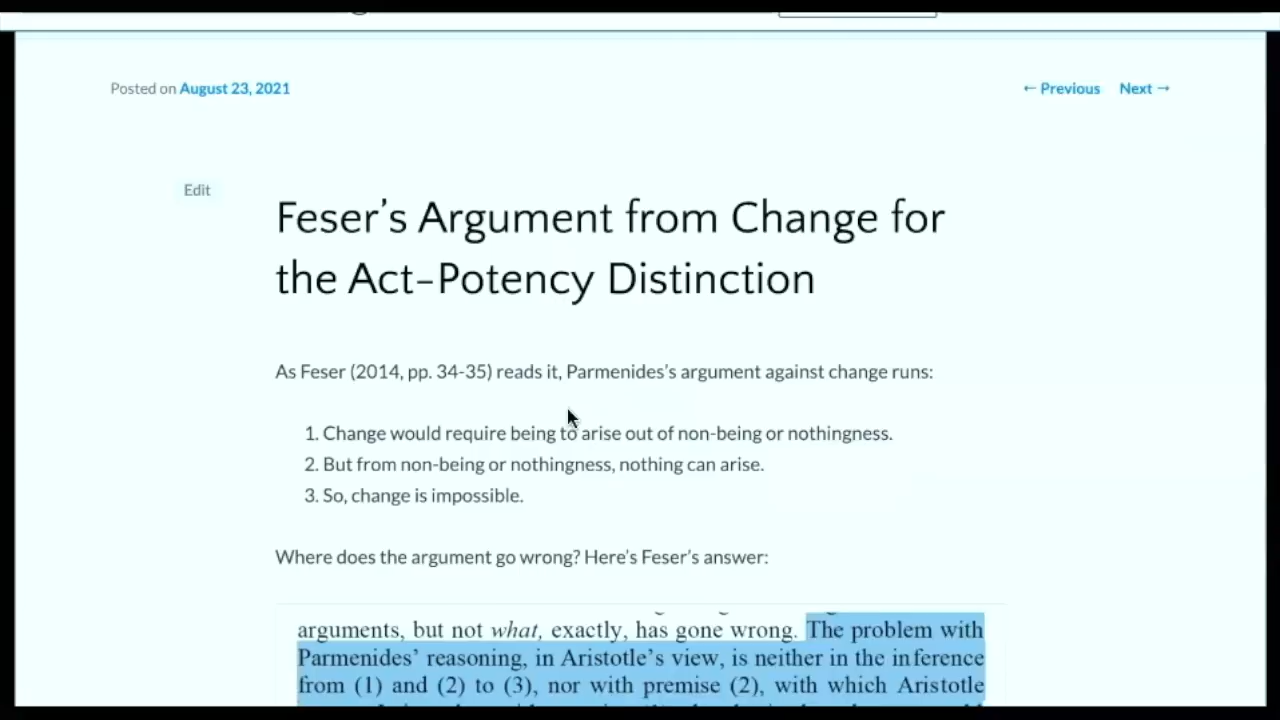 Posted on August 23, 2021
← Previous Next →
Edit
Feser's Argument from Change for
the Act-Potency Distinction
As Feser (2014, pp. 34-35) reads it, Parmenides's argument against change runs:
1. Change would require being to arise out of non-being or nothingness.
2. But from non-being or nothingness, nothing can arise.
3. So, change is impossible.
Where does the argument go wrong? Here's Feser's answer:
arguments, but not what, exactly, has gone wrong. The problem with
Parmenides' reasoning, in Aristotle's view, is neither in the inference
from (1) and (2) to (3), nor with premise (2), with which Aristotle